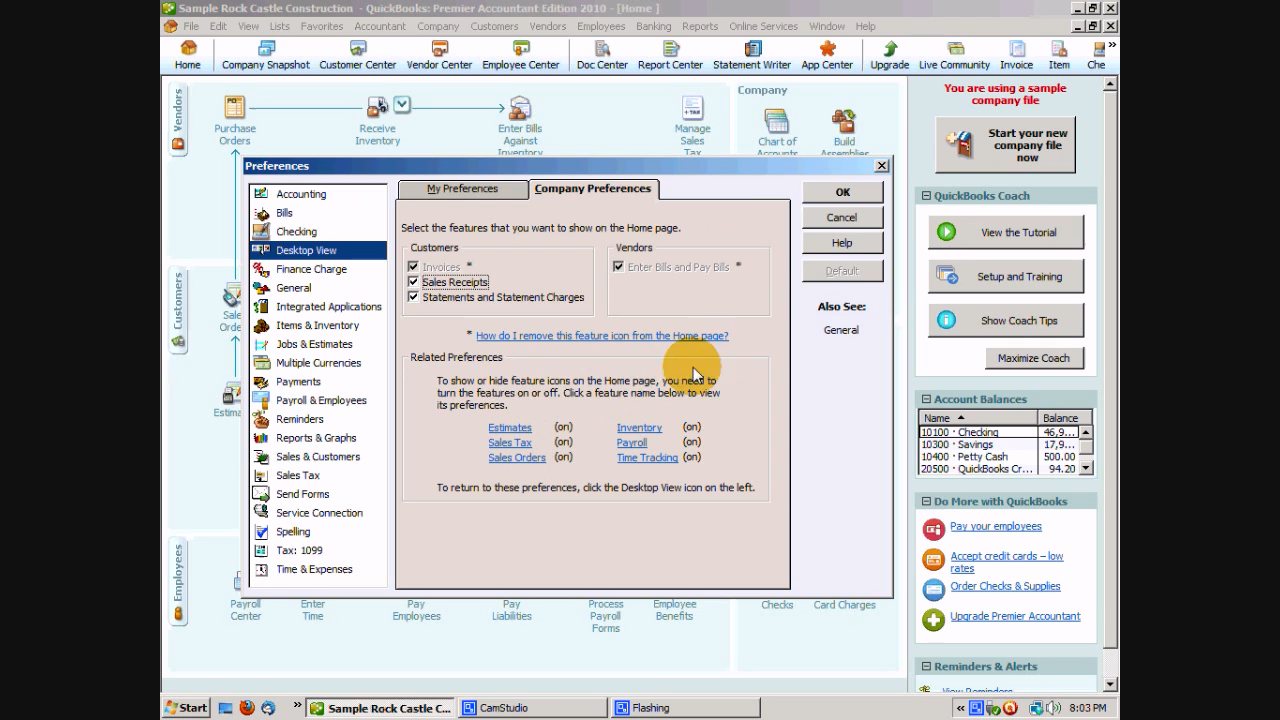 Sample Rock Castle Construction - QuickBooks: Premier Accountant Edition 2010 - [Home ]
File Edit View Lists Favorites Accountant Company Customers Vendors Employees Banking Reports Online Services Window Help
Home Company Snapshot Customer Center Vendor Center Employee Center Doc Center Report Center Statement Writer App Center Upgrade Live Community Invoice Item Che
Vendors
Purchase
Orders
Receive
Inventory
Enter Bills
Against
Inventory
Manage
Sales
Tax
Company
Chart of
Accounts
Build
Assemblies
Customers
Sale
Orde
Estima
Preferences
Accounting
Bills
Checking
Desktop View
Finance Charge
General
Integrated Applications
Items & Inventory
Jobs & Estimates
Multiple Currencies
Payments
Payroll & Employees
Reminders
Reports & Graphs
Sales & Customers
Sales Tax
Send Forms
Service Connection
Spelling
Tax: 1099
Time & Expenses
My Preferences Company Preferences
Select the features that you want to show on the Home page.
Customers
Invoices *
Sales Receipts
Statements and Statement Charges
Vendors
Enter Bills and Pay Bills *
* How do I remove this feature icon from the Home page?
Related Preferences
To show or hide feature icons on the Home page, you need to
turn the features on or off. Click a feature name below to view
its preferences.
Estimates (on) Inventory (on)
Sales Tax (on) Payroll (on)
Sales Orders (on) Time Tracking (on)
To return to these preferences, click the Desktop View icon on the left.
OK
Cancel
Help
Default
Also See:
General
Employees
Payroll
Center
Enter
Time
Pay
Employees
Pay
Liabilities
Process
Payroll
Forms
Employee
Benefits
Checks
Card Charges
You are using a sample
company file
Start your new
company file
now
QuickBooks Coach
View the Tutorial
Setup and Training
Show Coach Tips
Maximize Coach
Account Balances
Name Balance
10100 · Checking 46,9...
10300 · Savings 17,9...
10400 · Petty Cash 500.00
20500 · QuickBooks Cr... 94.20
Do More with QuickBooks
Pay your employees
Accept credit cards – low
rates
Order Checks & Supplies
Upgrade Premier Accountant
Reminders & Alerts
View Reminders
Start
Sample Rock Castle C...
CamStudio
Flashing
8:03 PM